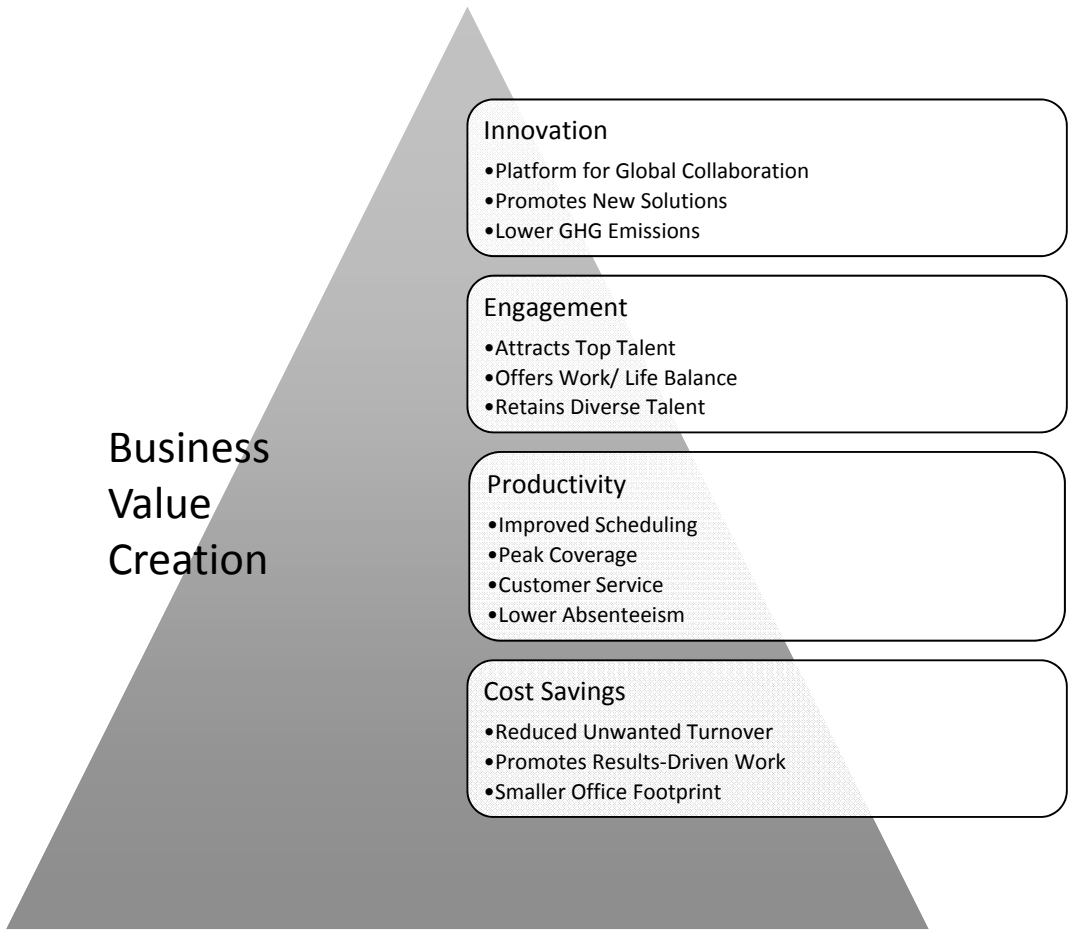 Innovation
•Platform for Global Collaboration
•Promotes New Solutions
•Lower GHG Emissions
Engagement
•Attracts Top Talent
•Offers Work/ Life Balance
•Retains Diverse Talent
Business
Value
Creation
Productivity
•Improved Scheduling
•Peak Coverage
•Customer Service
•Lower Absenteeism
Cost Savings
•Reduced Unwanted Turnover
•Promotes Results-Driven Work
•Smaller Office Footprint